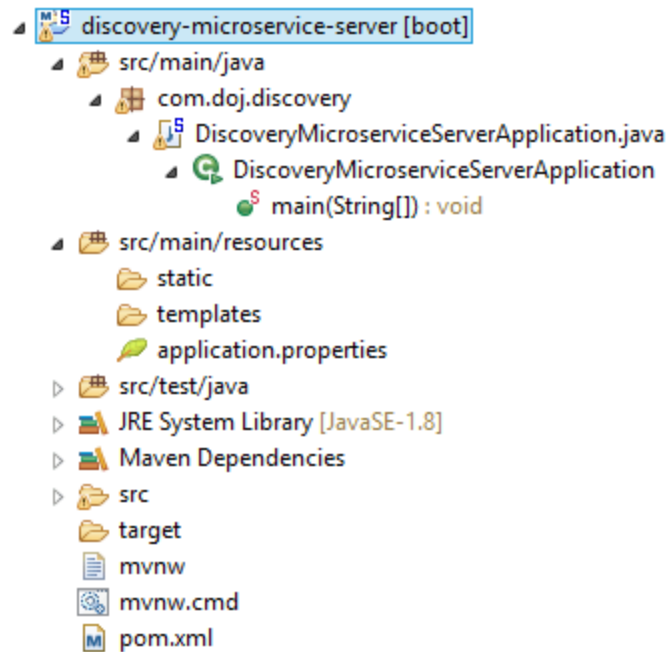 discovery-microservice-server [boot]
src/main/java
com.doj.discovery
DiscoveryMicroserviceServerApplication.java
DiscoveryMicroserviceServerApplication
main(String[]) : void
src/main/resources
static
templates
application.properties
src/test/java
JRE System Library [JavaSE-1.8]
Maven Dependencies
src
target
mvnw
mvnw.cmd
pom.xml